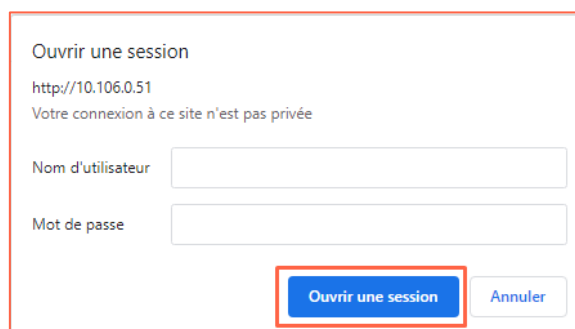 Ouvrir une session
http://10.106.0.51
Votre connexion à ce site n'est pas privée
Nom d'utilisateur
Mot de passe
Ouvrir une session Annuler